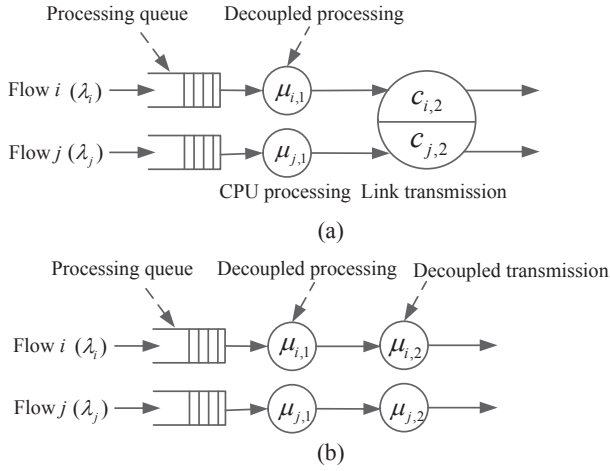 Processing queue Decoupled processing
Flow i (λi) μi,1 ci,2
Flow j (λj) μj,1 cj,2
CPU processing Link transmission
(a)
Processing queue Decoupled processing Decoupled transmission
Flow i (λi) μi,1 μi,2
Flow j (λj) μj,1 μj,2
(b)